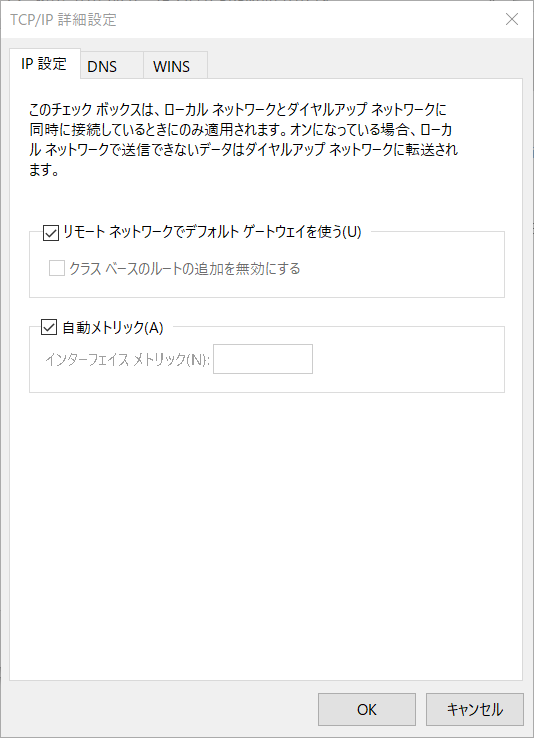 TCP/IP 詳細設定
IP 設定
DNS
WINS
このチェック ボックスは、ローカル ネットワークとダイヤルアップ ネットワークに
同時に接続しているときにのみ適用されます。オンになっている場合、ローカ
ル ネットワークで送信できないデータはダイヤルアップ ネットワークに転送され
ます。
リモート ネットワークでデフォルト ゲートウェイを使う(U)
クラス ベースのルートの追加を無効にする
自動メトリック(A)
インターフェイス メトリック(N):
OK
キャンセル